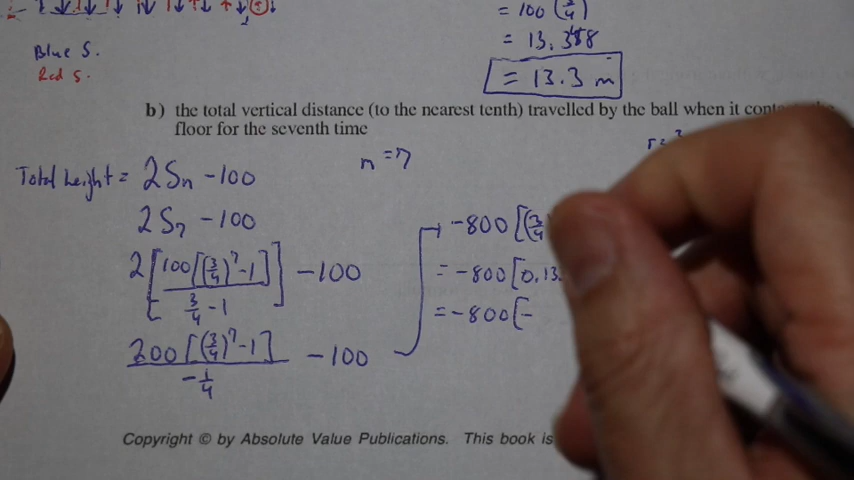 = 100 (3/4)
= 13.348
= 13.3 m
Blue S.
Red S.
b) the total vertical distance (to the nearest tenth) travelled by the ball when it
floor for the seventh time
n = 7
Total height = 2Sn - 100
2S7 - 100
2[100[(3/4)^7 - 1] / (3/4 - 1)] - 100
200[(3/4)^7 - 1] / (-1/4) - 100
-800[(3/4)
= -800[0.13
= -800[-
Copyright © by Absolute Value Publications. This book is